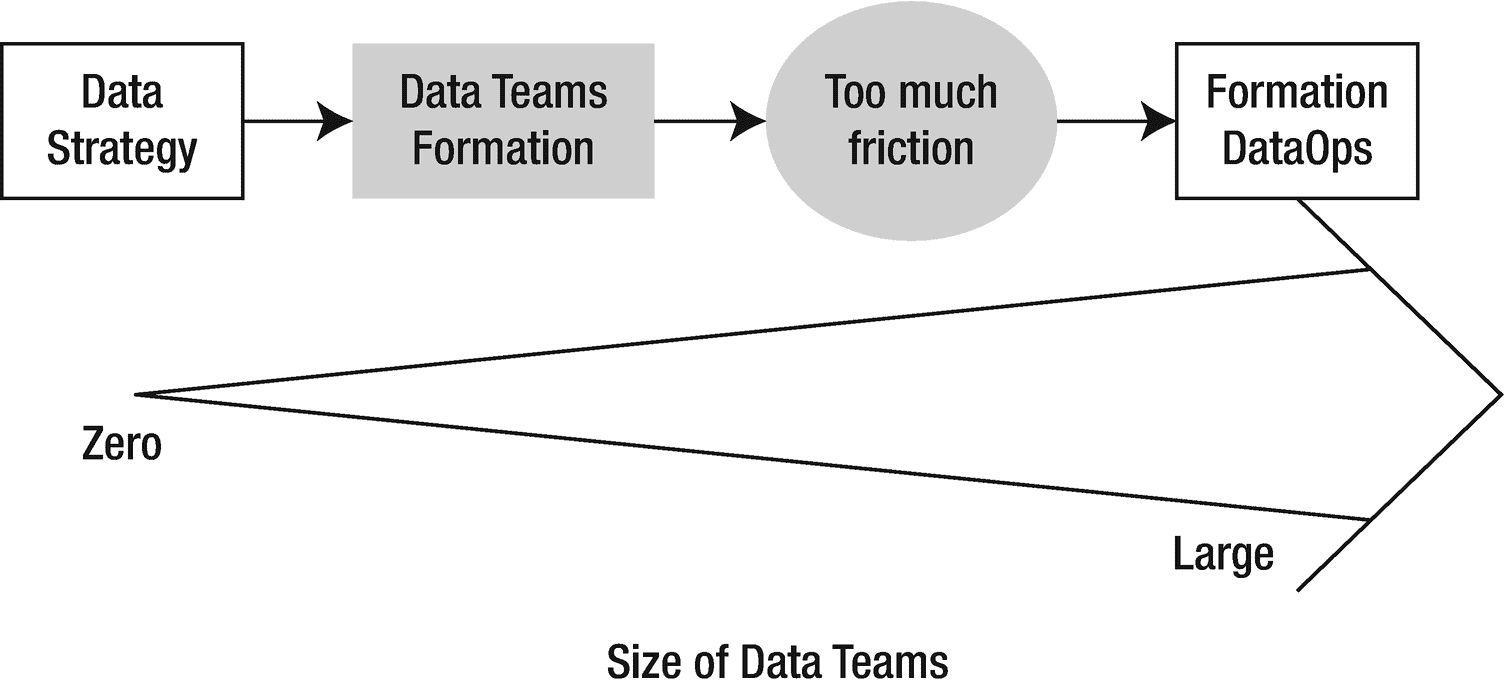 Data
Strategy
Data Teams
Formation
Too much
friction
Formation
DataOps
Zero
Large
Size of Data Teams